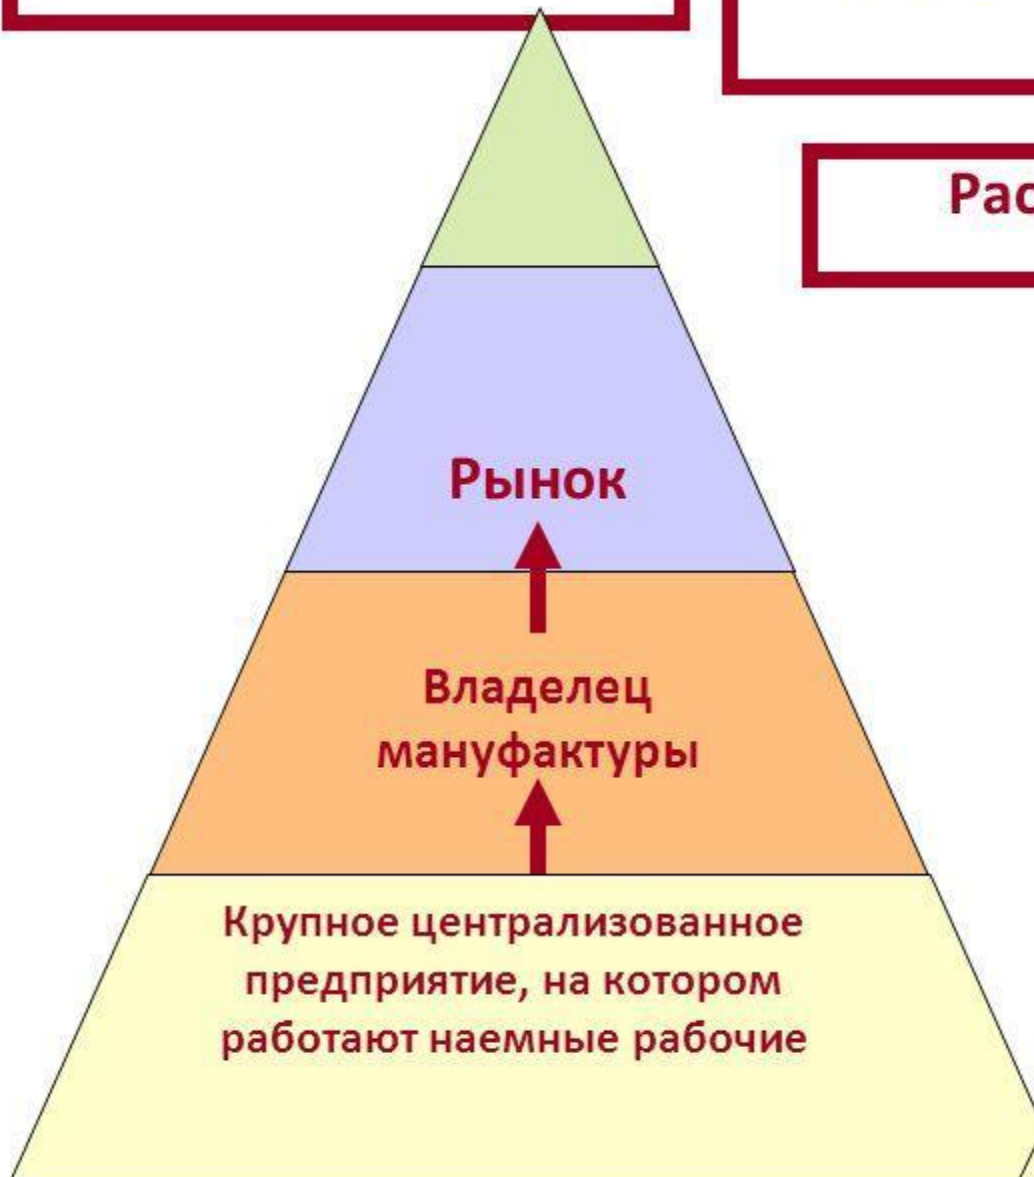 Рынок
Владелец
мануфактуры
Крупное централизованное
предприятие, на котором
работают наемные рабочие